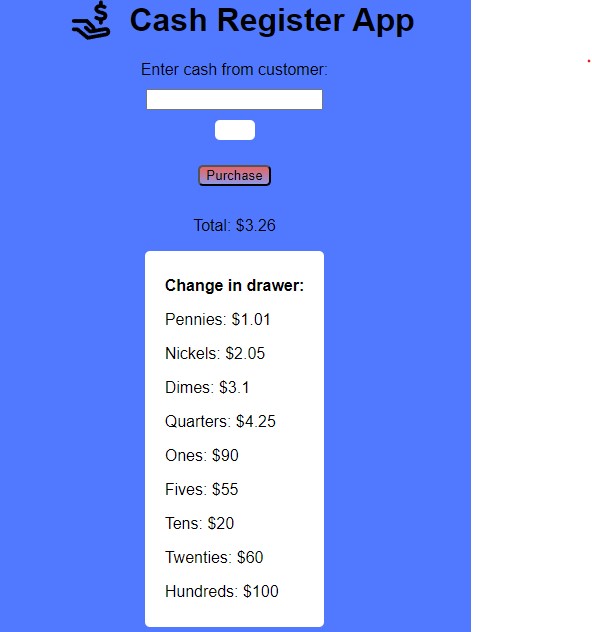 Cash Register App
Enter cash from customer:
Purchase
Total: $3.26
Change in drawer:
Pennies: $1.01
Nickels: $2.05
Dimes: $3.1
Quarters: $4.25
Ones: $90
Fives: $55
Tens: $20
Twenties: $60
Hundreds: $100